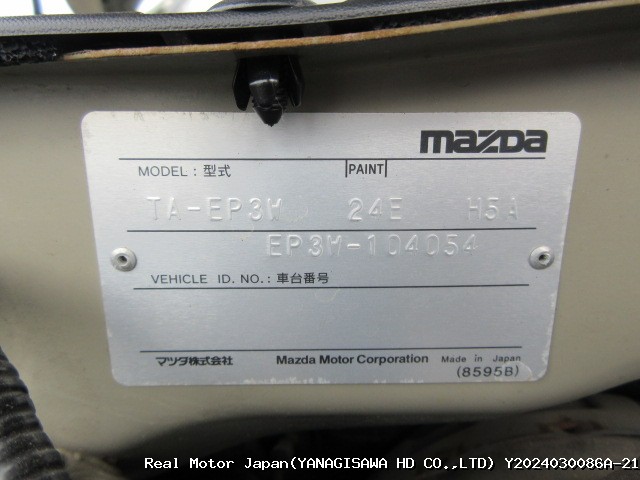 mazda
MODEL : 型式 PAINT
TA-EP3W 24E H5A
EP3W-104054
VEHICLE ID. NO. : 車台番号
マツダ株式会社 Mazda Motor Corporation Made in Japan
(8595B)
Real Motor Japan(YANAGISAWA HD CO.,LTD) Y2024030086A-21